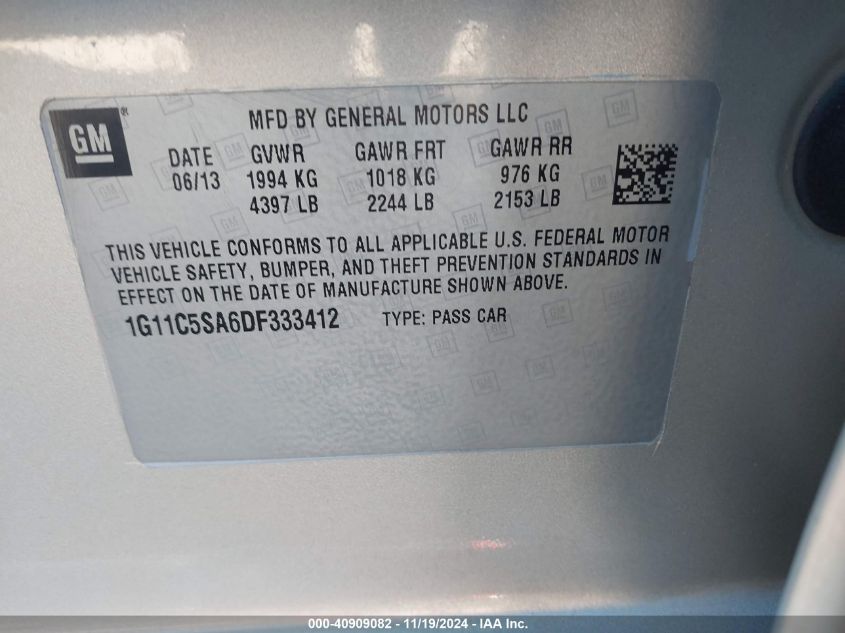 GM®
MFD BY GENERAL MOTORS LLC
DATE GVWR GAWR FRT GAWR RR
06/13 1994 KG 1018 KG 976 KG
4397 LB 2244 LB 2153 LB
THIS VEHICLE CONFORMS TO ALL APPLICABLE U.S. FEDERAL MOTOR
VEHICLE SAFETY, BUMPER, AND THEFT PREVENTION STANDARDS IN
EFFECT ON THE DATE OF MANUFACTURE SHOWN ABOVE.
1G11C5SA6DF333412 TYPE: PASS CAR
000-40909082 - 11/19/2024 - IAA Inc.